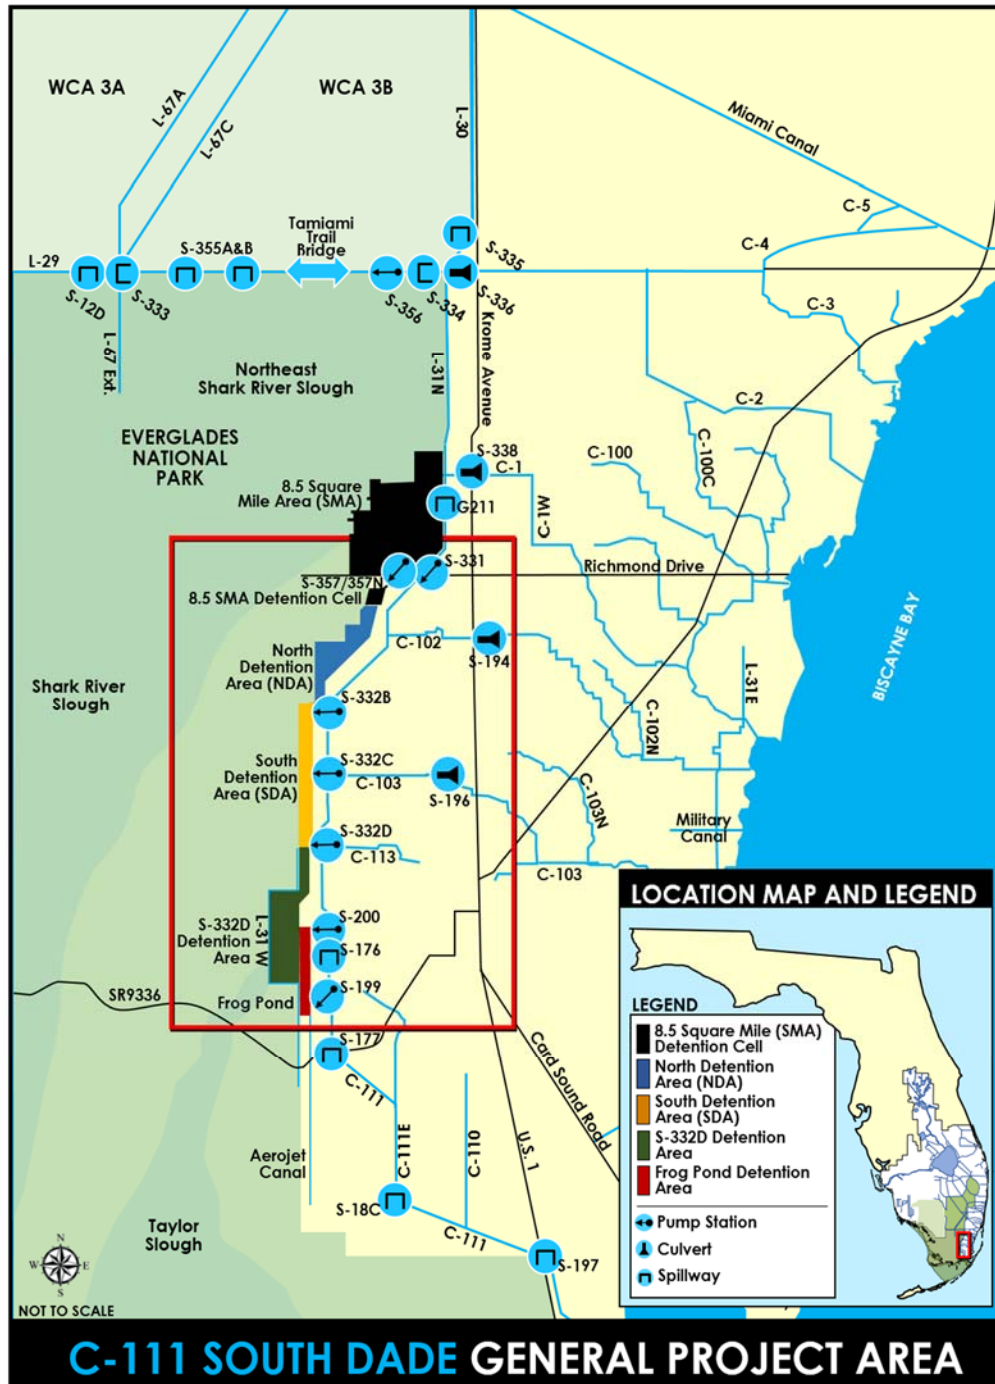 WCA 3A
WCA 3B
L-67A
L-67C
L-30
Miami Canal
C-5
C-4
C-3
L-29
S-12D
S-333
S-355A&B
Tamiami
Trail
Bridge
S-356
S-334
S-335
S-336
L-67 Ext.
L-31N
Krome Avenue
Northeast
Shark River Slough
EVERGLADES
NATIONAL
PARK
8.5 Square
Mile Area (SMA)
S-338
C-1
G211
C-1W
C-100
C-100C
C-2
S-331
S-357/357N
8.5 SMA Detention Cell
Richmond Drive
C-102
S-194
North
Detention
Area (NDA)
Shark River
Slough
S-332B
S-332C
C-103
S-196
South
Detention
Area (SDA)
S-332D
C-113
C-102N
C-103N
L-31E
Military
Canal
C-103
BISCAYNE BAY
S-332D
Detention
Area
L-31 W
S-200
S-176
S-199
Frog Pond
SR9336
S-177
C-111
C-111E
C-110
U.S. 1
Card Sound Road
Aerojet
Canal
S-18C
C-111
S-197
Taylor
Slough
N
W
E
S
NOT TO SCALE
LOCATION MAP AND LEGEND
LEGEND
8.5 Square Mile (SMA)
Detention Cell
North Detention
Area (NDA)
South Detention
Area (SDA)
S-332D Detention
Area
Frog Pond Detention
Area
Pump Station
Culvert
Spillway
C-111 SOUTH DADE GENERAL PROJECT AREA